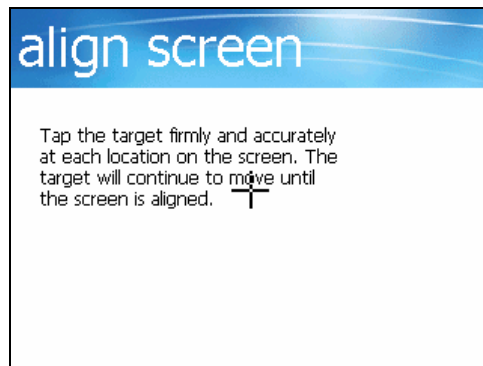 align screen
Tap the target firmly and accurately
at each location on the screen. The
target will continue to move until
the screen is aligned.